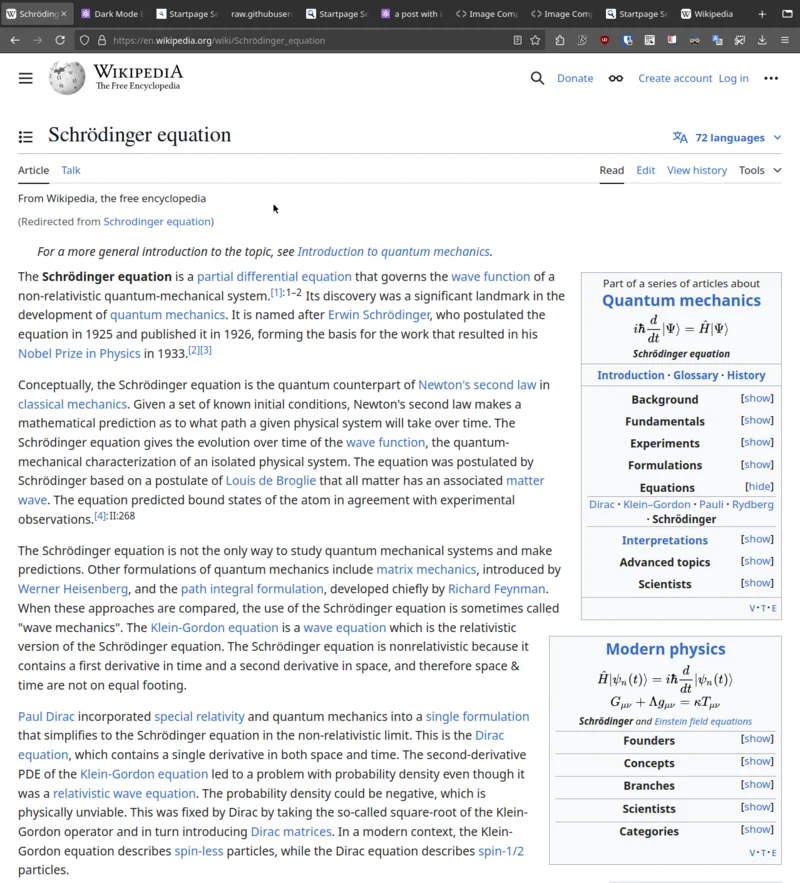 Schröding
Dark Mode E
Startpage Se
raw.githubuser
Startpage Se
a post with i
Image Comp
Image Comp
Startpage Se
Wikipedia
https://en.wikipedia.org/wiki/Schrödinger_equation
WIKIPEDIA
The Free Encyclopedia
Donate
Create account
Log in
Schrödinger equation
72 languages
Article
Talk
Read
Edit
View history
Tools
From Wikipedia, the free encyclopedia
(Redirected from Schrodinger equation)
For a more general introduction to the topic, see Introduction to quantum mechanics.
The Schrödinger equation is a partial differential equation that governs the wave function of a
non-relativistic quantum-mechanical system.[1]:1–2 Its discovery was a significant landmark in the
development of quantum mechanics. It is named after Erwin Schrödinger, who postulated the
equation in 1925 and published it in 1926, forming the basis for the work that resulted in his
Nobel Prize in Physics in 1933.[2][3]
Conceptually, the Schrödinger equation is the quantum counterpart of Newton's second law in
classical mechanics. Given a set of known initial conditions, Newton's second law makes a
mathematical prediction as to what path a given physical system will take over time. The
Schrödinger equation gives the evolution over time of the wave function, the quantum-
mechanical characterization of an isolated physical system. The equation was postulated by
Schrödinger based on a postulate of Louis de Broglie that all matter has an associated matter
wave. The equation predicted bound states of the atom in agreement with experimental
observations.[4]:II:268
The Schrödinger equation is not the only way to study quantum mechanical systems and make
predictions. Other formulations of quantum mechanics include matrix mechanics, introduced by
Werner Heisenberg, and the path integral formulation, developed chiefly by Richard Feynman.
When these approaches are compared, the use of the Schrödinger equation is sometimes called
"wave mechanics". The Klein-Gordon equation is a wave equation which is the relativistic
version of the Schrödinger equation. The Schrödinger equation is nonrelativistic because it
contains a first derivative in time and a second derivative in space, and therefore space &
time are not on equal footing.
Paul Dirac incorporated special relativity and quantum mechanics into a single formulation
that simplifies to the Schrödinger equation in the non-relativistic limit. This is the Dirac
equation, which contains a single derivative in both space and time. The second-derivative
PDE of the Klein-Gordon equation led to a problem with probability density even though it
was a relativistic wave equation. The probability density could be negative, which is
physically unviable. This was fixed by Dirac by taking the so-called square-root of the Klein-
Gordon operator and in turn introducing Dirac matrices. In a modern context, the Klein-
Gordon equation describes spin-less particles, while the Dirac equation describes spin-1/2
particles.
Part of a series of articles about
Quantum mechanics
iℏ d/dt |Ψ⟩ = Ĥ|Ψ⟩
Schrödinger equation
Introduction · Glossary · History
Background [show]
Fundamentals [show]
Experiments [show]
Formulations [show]
Equations [hide]
Dirac · Klein–Gordon · Pauli · Rydberg
· Schrödinger
Interpretations [show]
Advanced topics [show]
Scientists [show]
V·T·E
Modern physics
Ĥ|ψₙ(t)⟩ = iℏ d/dt |ψₙ(t)⟩
G_μν + Λg_μν = κT_μν
Schrödinger and Einstein field equations
Founders [show]
Concepts [show]
Branches [show]
Scientists [show]
Categories [show]
V·T·E